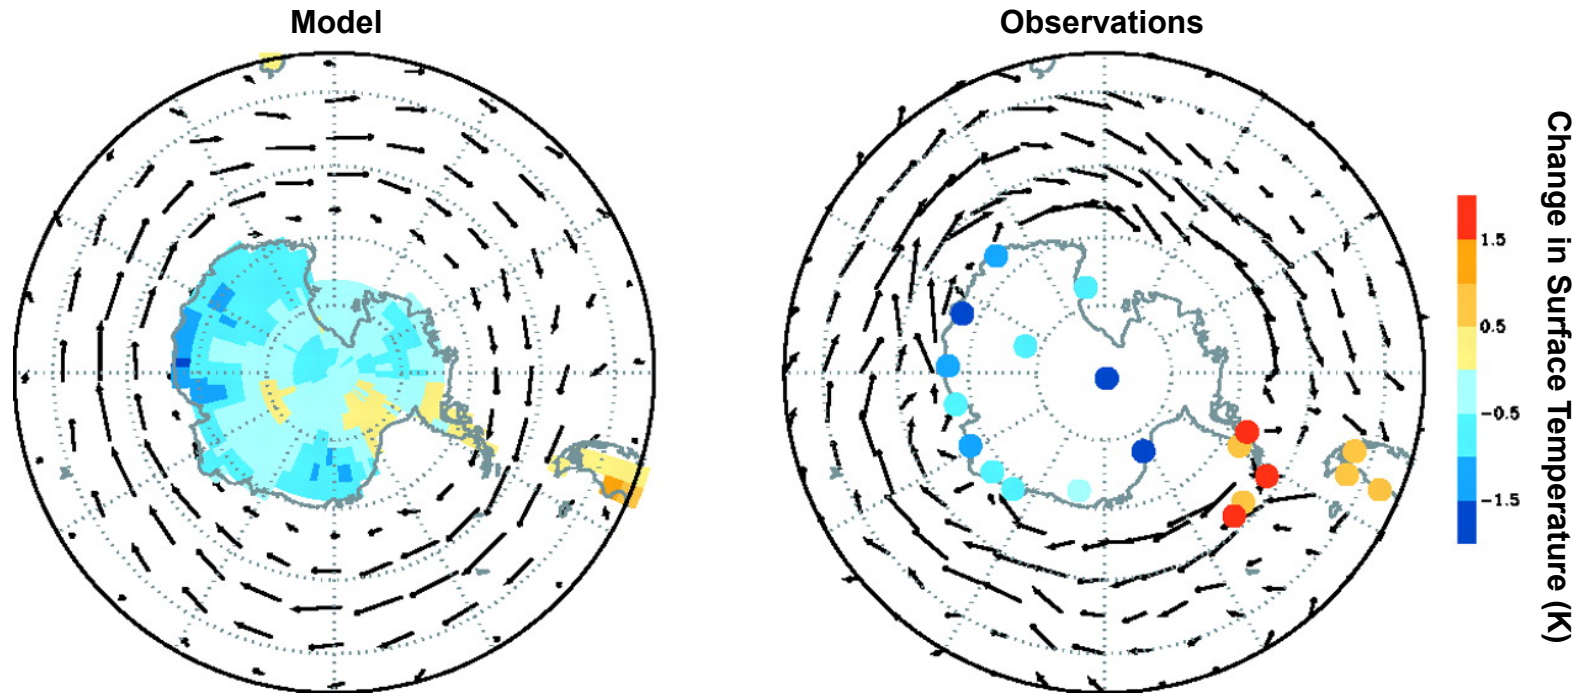 Model
Observations
1.5
0.5
−0.5
−1.5
Change in Surface Temperature (K)